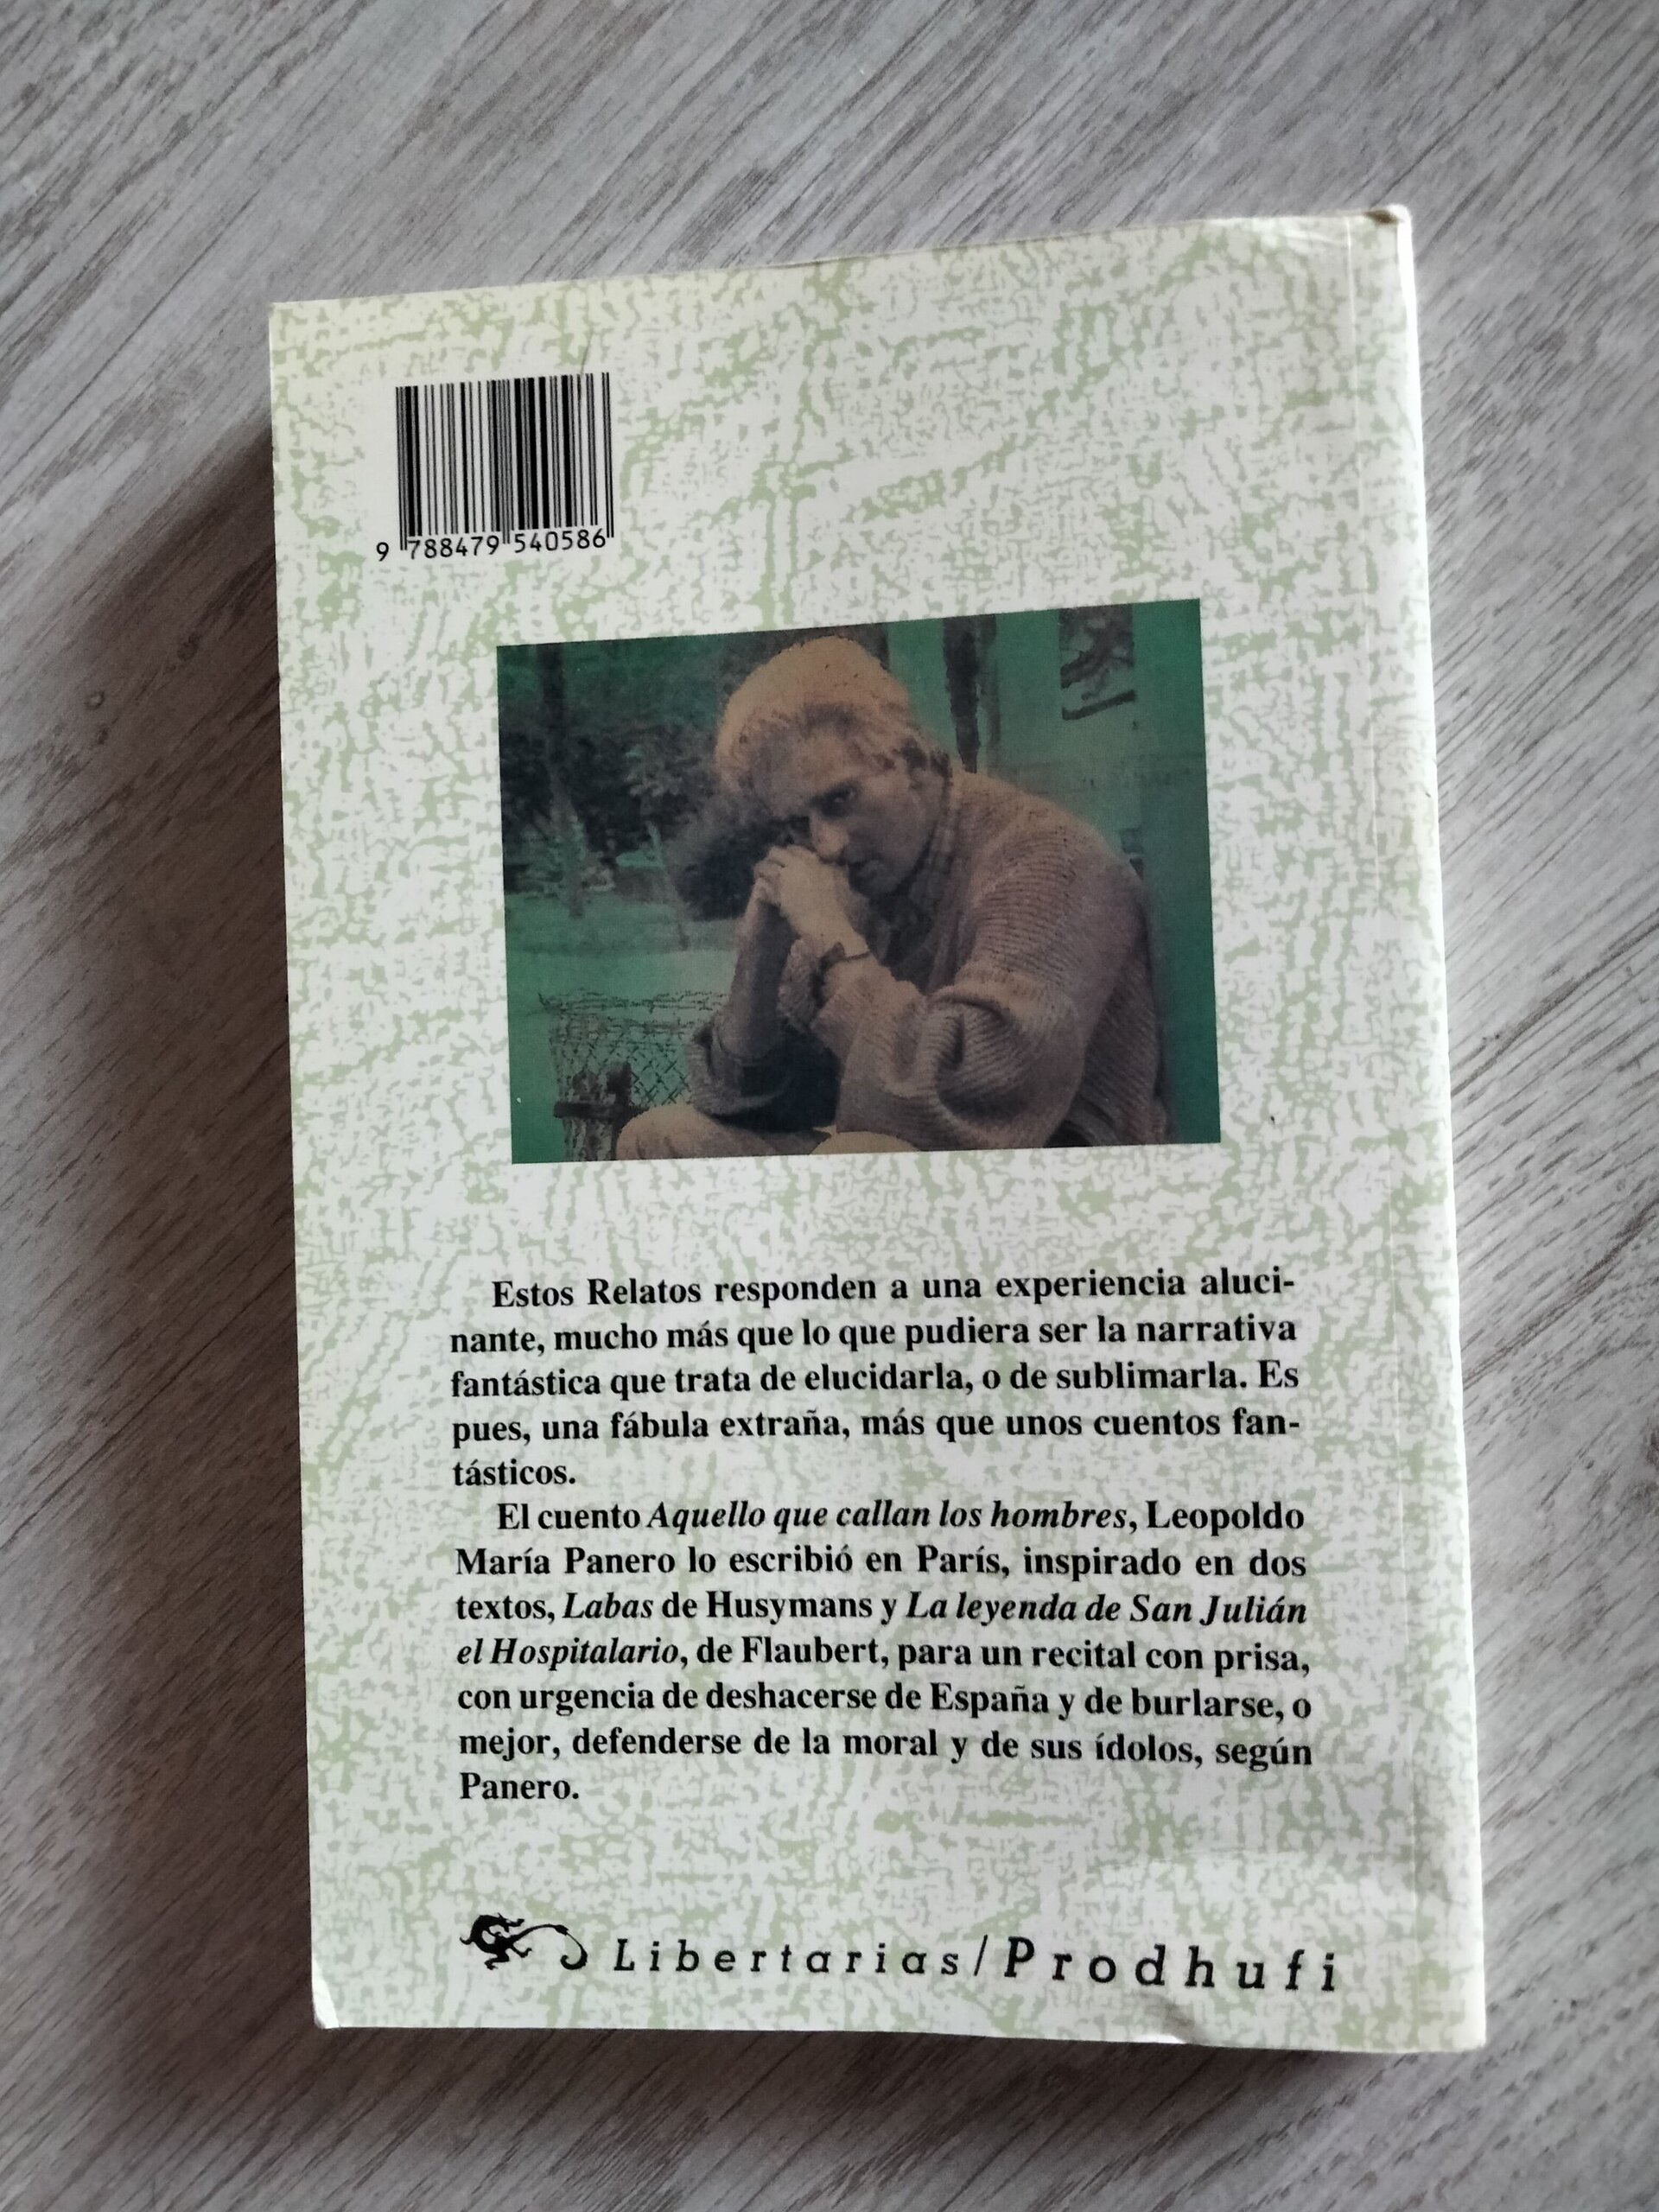 9 788479 540586
Estos Relatos responden a una experiencia aluci-
nante, mucho más que lo que pudiera ser la narrativa
fantástica que trata de elucidarla, o de sublimarla. Es
pues, una fábula extraña, más que unos cuentos fan-
tásticos.
El cuento Aquello que callan los hombres, Leopoldo
María Panero lo escribió en París, inspirado en dos
textos, Labas de Husymans y La leyenda de San Julián
el Hospitalario, de Flaubert, para un recital con prisa,
con urgencia de deshacerse de España y de burlarse, o
mejor, defenderse de la moral y de sus ídolos, según
Panero.
Libertarias/Prodhufi